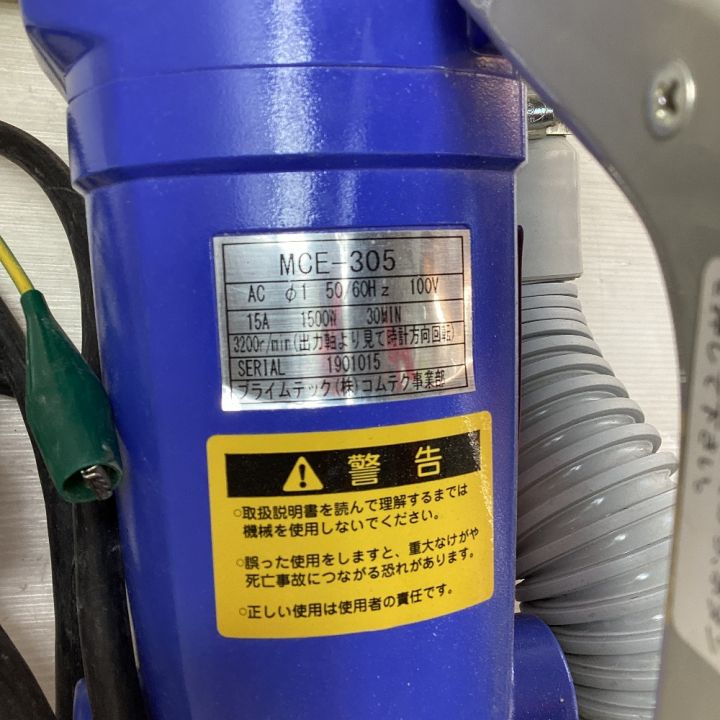 MCE-305
AC φ1 50/60Hz 100V
15A 1500W 30MIN
3200r/min(出力軸より見て時計方向回転)
SERIAL 1901015
プライムテック(株)コムテク事業部
警告
○取扱説明書を読んで理解するまでは
機械を使用しないでください。
○誤った使用をしますと、重大なけがや
死亡事故につながる恐れがあります。
○正しい使用は使用者の責任です。